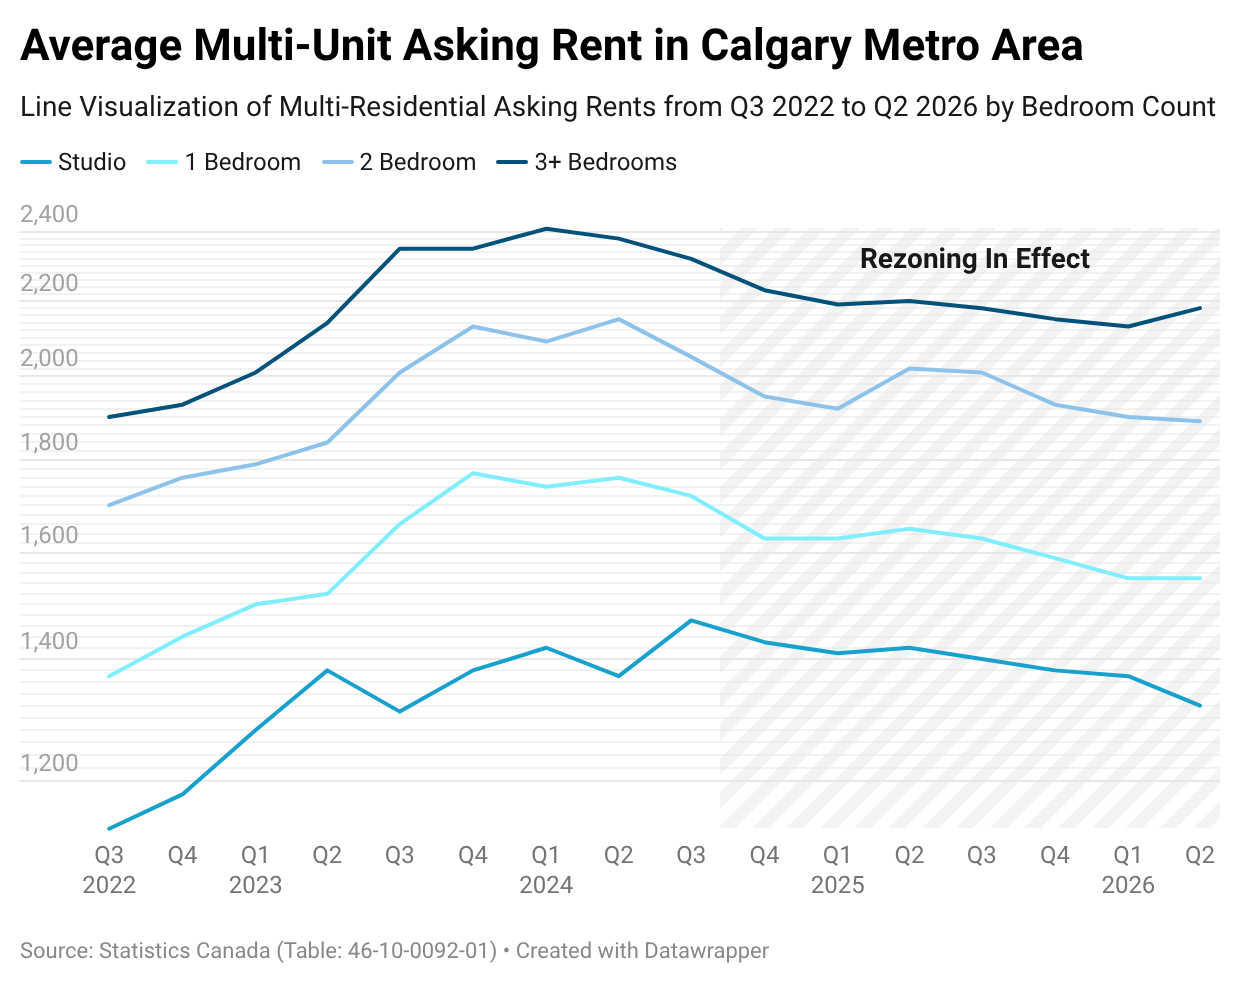 Average Multi-Unit Asking Rent in Calgary Metro Area
Line Visualization of Multi-Residential Asking Rents from Q3 2022 to Q2 2026 by Bedroom Count
Studio 1 Bedroom 2 Bedroom 3+ Bedrooms
2,400
Rezoning In Effect
2,200
2,000
1,800
1,600
1,400
1,200
Q3 Q4 Q1 Q2 Q3 Q4 Q1 Q2 Q3 Q4 Q1 Q2 Q3 Q4 Q1 Q2
2022 2023 2024 2025 2026
Source: Statistics Canada (Table: 46-10-0092-01) • Created with Datawrapper